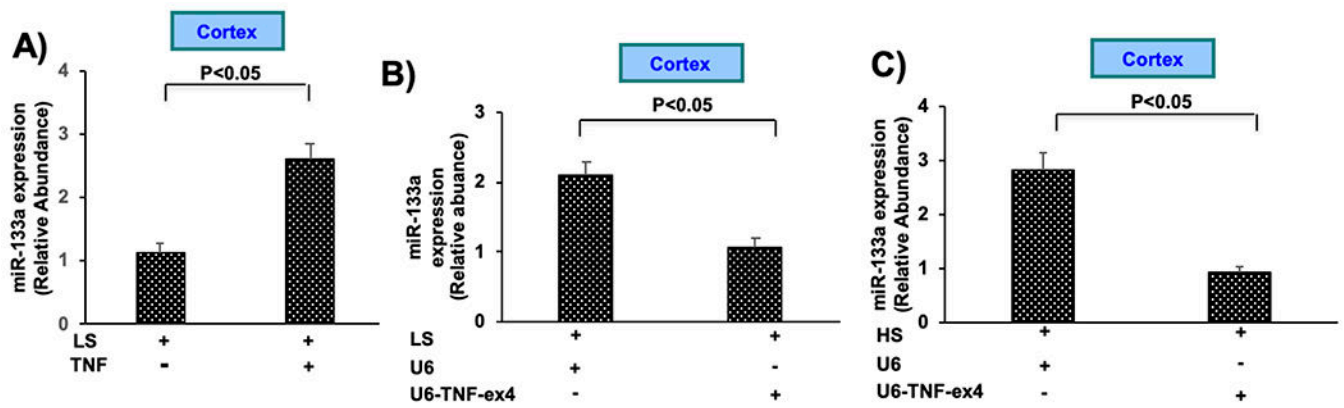 A)
Cortex
P<0.05
miR-133a expression
(Relative Abundance)
4
3
2
1
0
LS + +
TNF - +
B)
Cortex
P<0.05
miR-133a
expression
(Relative abuance)
3
2
1
0
LS + +
U6 + -
U6-TNF-ex4 - +
C)
Cortex
P<0.05
miR-133a expression
(Relative Abundance)
4
3
2
1
0
HS + +
U6 + -
U6-TNF-ex4 - +